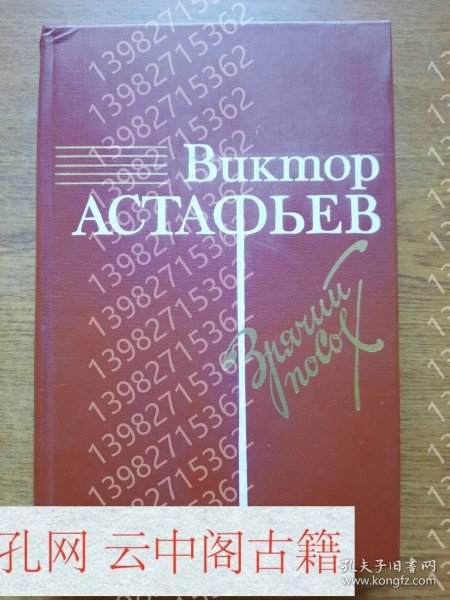 Виктор
АСТАФЬЕВ
Зрячий
посох
13982715362
孔网 云中阁古籍
孔夫子旧书网
www.kongfz.com